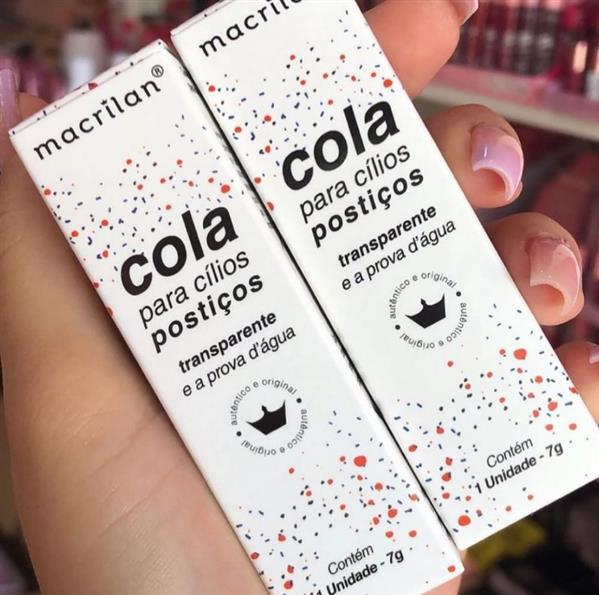 macrilan®
cola
para cílios
postiços
transparente
e a prova d'água
autêntico e original
autêntico e original
Contém
1 Unidade - 7g
macrilan
cola
para cílios
postiços
transparente
e a prova d'água
autêntico e original
autêntico e original
Contém
1 Unidade - 7g